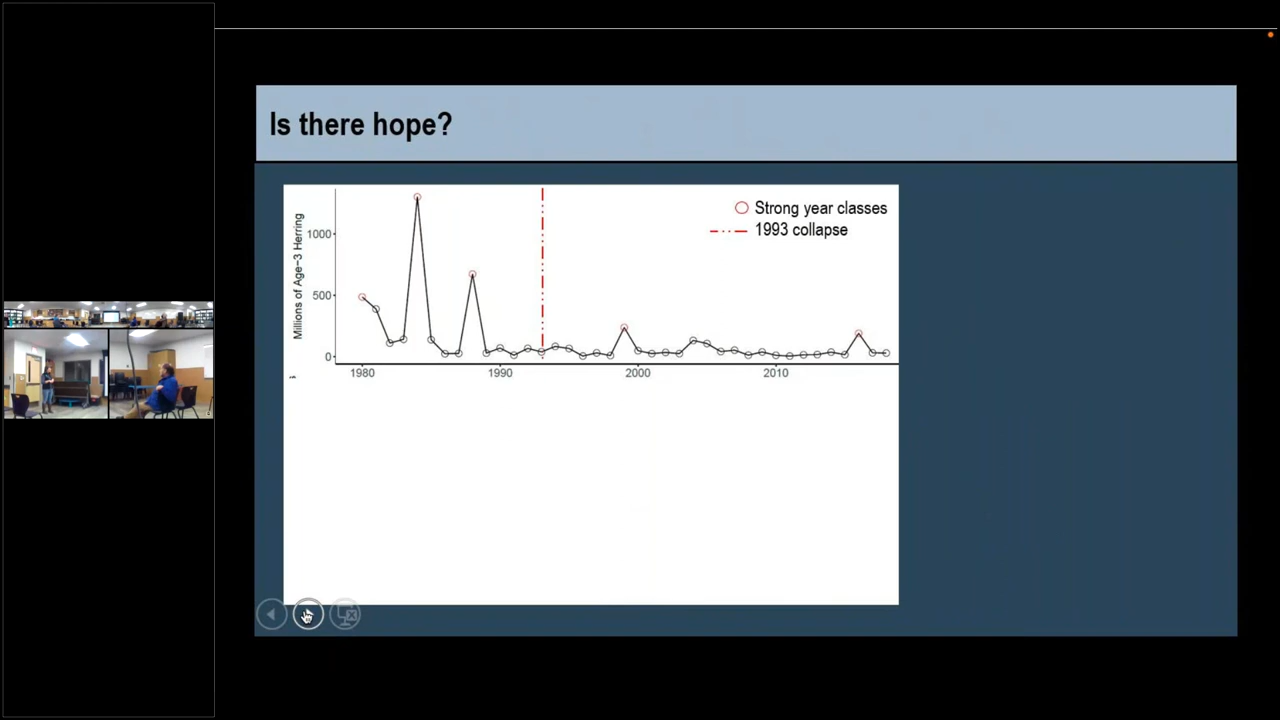 Is there hope?
Strong year classes
1993 collapse
Millions of Age-3 Herring
1000
500
0
1980
1990
2000
2010